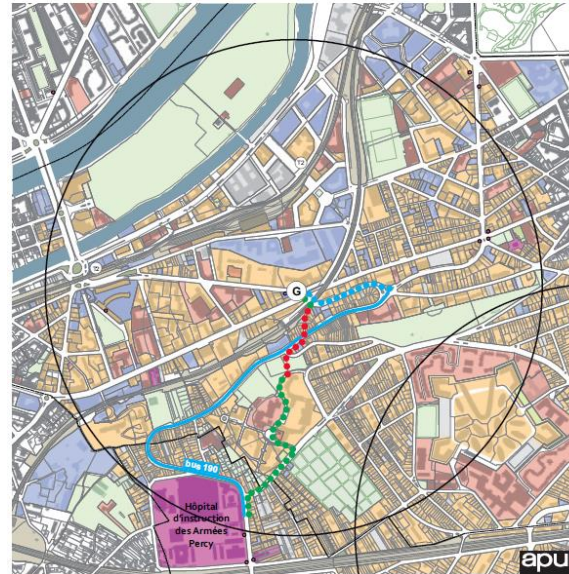 T2
T2
G
bus 190
Hôpital
d'instruction
des Armées
Percy
apur